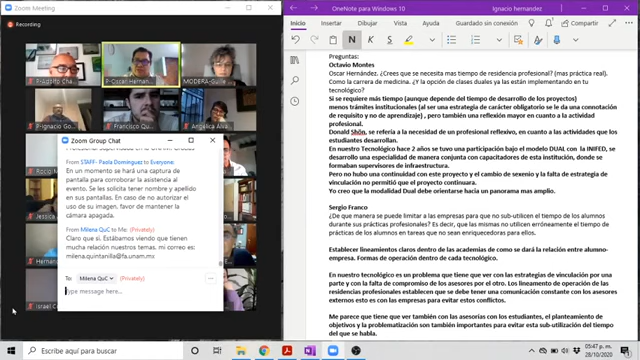 Zoom Meeting
Recording
P-Adolfo Cha...
P-Oscar Hernan...
MODERA-Guille...
P-Ignacio Go...
Francisco Qu...
Angélica Alva...
Zoom Group Chat
From STAFF- Paola Dominguez to Everyone:
En un momento se hará una captura de
pantalla para corroborar la asistencia al
evento. Se les solicita tener nombre y apellido
en sus pantallas. En caso de no autorizar el
uso de su imagen, favor de mantener la
cámara apagada.
From Milena QuC to me: (Privately)
Claro que si. Estábamos viendo que tienen
mucha relación nuestros temas. mi correo es:
milena.quintanilla@fa.unam.mx
To: Milena QuC (Privately)
Type message here...
Israel C
OneNote para Windows 10
Ignacio hernandez
Inicio
Insertar
Dibujar
Vista
Compartir
N
Preguntas:
Octavio Montes
Oscar Hernández. ¿Crees que se necesita mas tiempo de residencia profesional? (mas práctica real).
Como la carrera de medicina. ¿Y la opción de clases duales ya las están implementando en tu
tecnológico?
Si se requiere mas tiempo (aunque depende del tiempo de desarrollo de los proyectos)
menos trámites institucionales (al ser una estrategia de carácter obligatorio se le da una connotación
de requisito y no de aprendizaje) , pero también una reflexión mayor en cuanto a la actividad
profesional.
Donald Shön, se refería a la necesidad de un profesional reflexivo, en cuanto a las actividades que los
estudiantes desarrollan.
En nuestro Tecnológico hace 2 años se tuvo una participación bajo el modelo DUAL con la INIFED, se
desarrollo una especialidad de manera conjunta con capacitadores de esta institución, donde se
formaban supervisores de infraestructura.
Pero no hubo una continuidad con este proyecto y el cambio de sexenio y la falta de estrategia
de vinculación no permitió que el proyecto continuara.
Yo creo que la modalidad Dual debe orientarse hacia un panorama mas amplio.
Sergio Franco
¿De que manera se puede limitar a las empresas para que no sub-utilicen el tiempo de los alumnos
durante sus prácticas profesionales? Es decir, que las mismas no utilicen erróneamente el tiempo de
prácticas de los alumnos en tareas que no sean enriquecedoras para ellos.
Establecer lineamientos claros dentro de las academias de como se dará la relación entre alumno-
empresa. Formas de operación dentro de cada tecnológico.
En nuestro tecnológico es un problema que tiene que ver con las estrategias de vinculación por una
parte y con la falta de compromiso de los asesores por el otro. Los lineamiento de operación de las
residencias profesionales establecen que se debe tener una comunicación constante con los asesores
externos esto es con las empresas para evitar estos conflictos.
Me parece que tiene que ver también con las asesorías con los estudiantes, el planteamiento de
objetivos y la problematización son también importantes para evitar esta sub-utilización del tiempo
del que se habla.
Escribe aquí para buscar
05:47 p. m.
28/10/2020